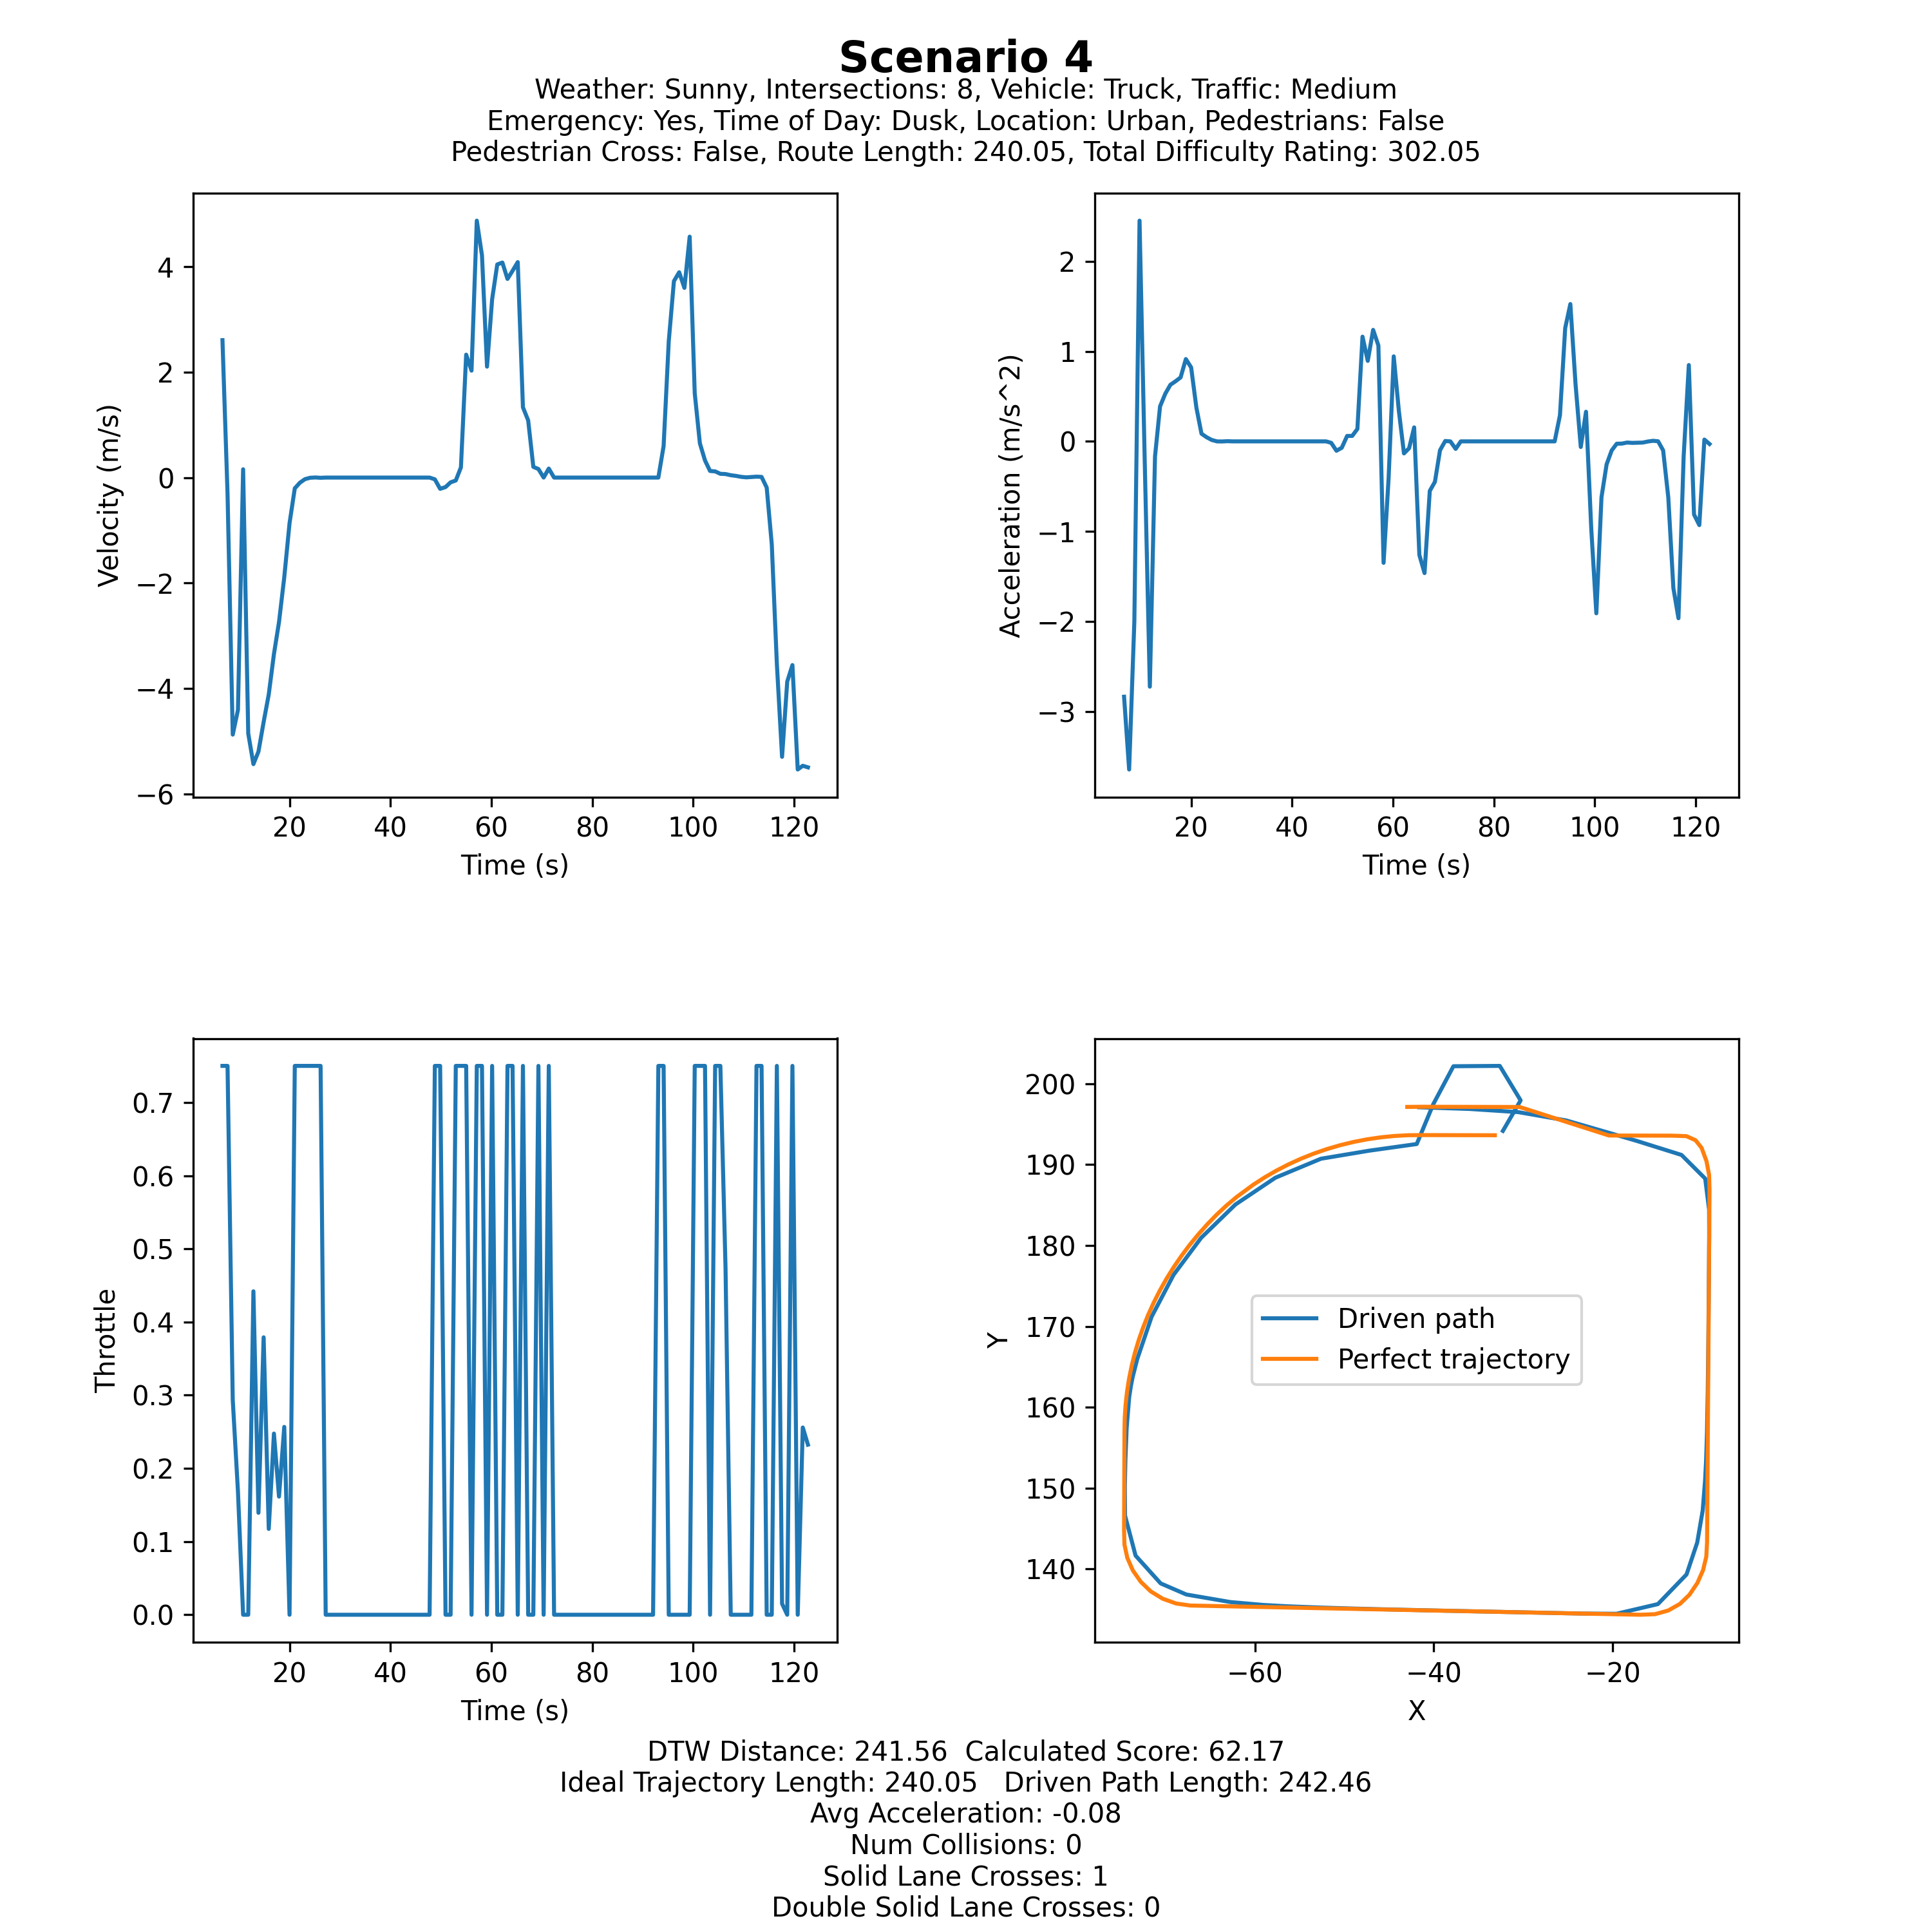 Scenario 4
Weather: Sunny, Intersections: 8, Vehicle: Truck, Traffic: Medium
Emergency: Yes, Time of Day: Dusk, Location: Urban, Pedestrians: False
Pedestrian Cross: False, Route Length: 240.05, Total Difficulty Rating: 302.05
Velocity (m/s)
4
2
0
−2
−4
−6
20 40 60 80 100 120
Time (s)
Acceleration (m/s^2)
2
1
0
−1
−2
−3
20 40 60 80 100 120
Time (s)
Throttle
0.7
0.6
0.5
0.4
0.3
0.2
0.1
0.0
20 40 60 80 100 120
Time (s)
Y
200
190
180
170
160
150
140
Driven path
Perfect trajectory
−60 −40 −20
X
DTW Distance: 241.56  Calculated Score: 62.17
Ideal Trajectory Length: 240.05   Driven Path Length: 242.46
Avg Acceleration: -0.08
Num Collisions: 0
Solid Lane Crosses: 1
Double Solid Lane Crosses: 0